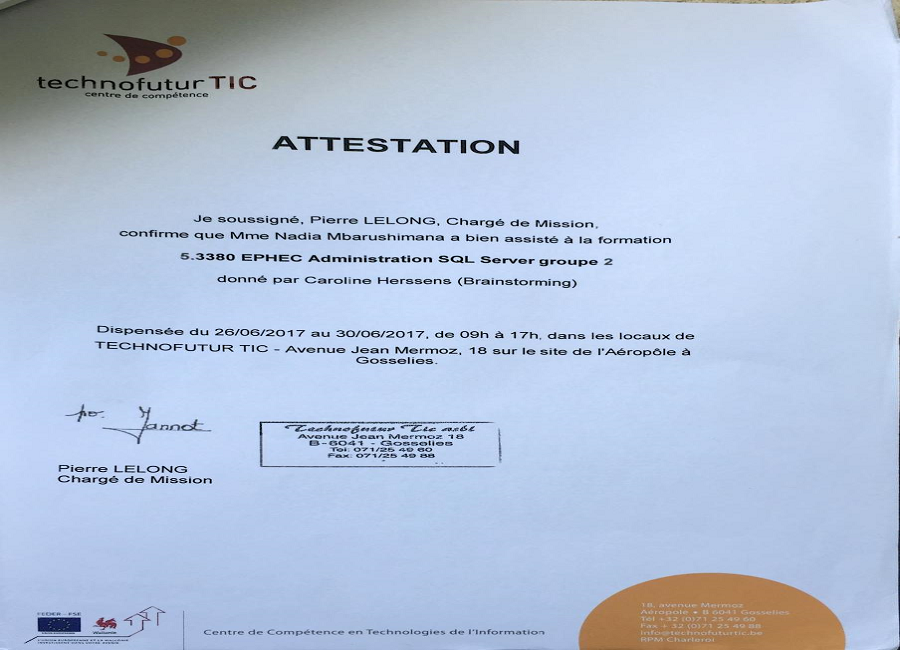 technofuturTIC
centre de compétence
ATTESTATION
Je soussigné, Pierre LELONG, Chargé de Mission,
confirme que Mme Nadia Mbarushimana a bien assisté à la formation
5.3380 EPHEC Administration SQL Server groupe 2
donné par Caroline Herssens (Brainstorming)
Dispensée du 26/06/2017 au 30/06/2017, de 09h à 17h, dans les locaux de
TECHNOFUTUR TIC - Avenue Jean Mermoz, 18 sur le site de l'Aéropôle à
Gosselies.
po. Jannot
Technofutur Tic asbl
Avenue Jean Mermoz 18
B-6041 - Gosselies
Tel: 071/25 49 60
Fax: 071/25 49 88
Pierre LELONG
Chargé de Mission
FEDER - FSE
Wallonie
Centre de Compétence en Technologies de l'Information
18, avenue Mermoz
Aéropole • B 6041 Gosselies
Tél +32 (0)71 25 49 60
Fax + 32 (0)71 25 49 88
info@technofuturtic.be
RPM Charleroi